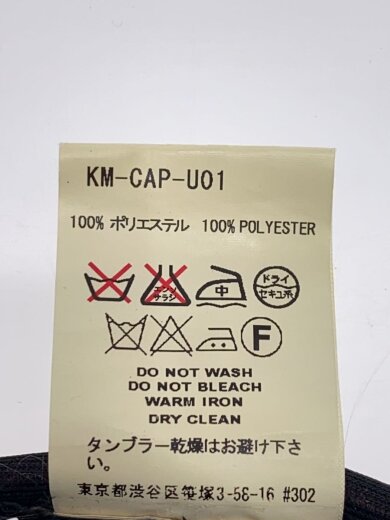 KM-CAP-U01
100% ポリエステル 100% POLYESTER
エンソ サラシ 中 ドライ セキユ系
F
DO NOT WASH
DO NOT BLEACH
WARM IRON
DRY CLEAN
タンブラー乾燥はお避け下さ
い。
東京都渋谷区笹塚3-58-16 #302